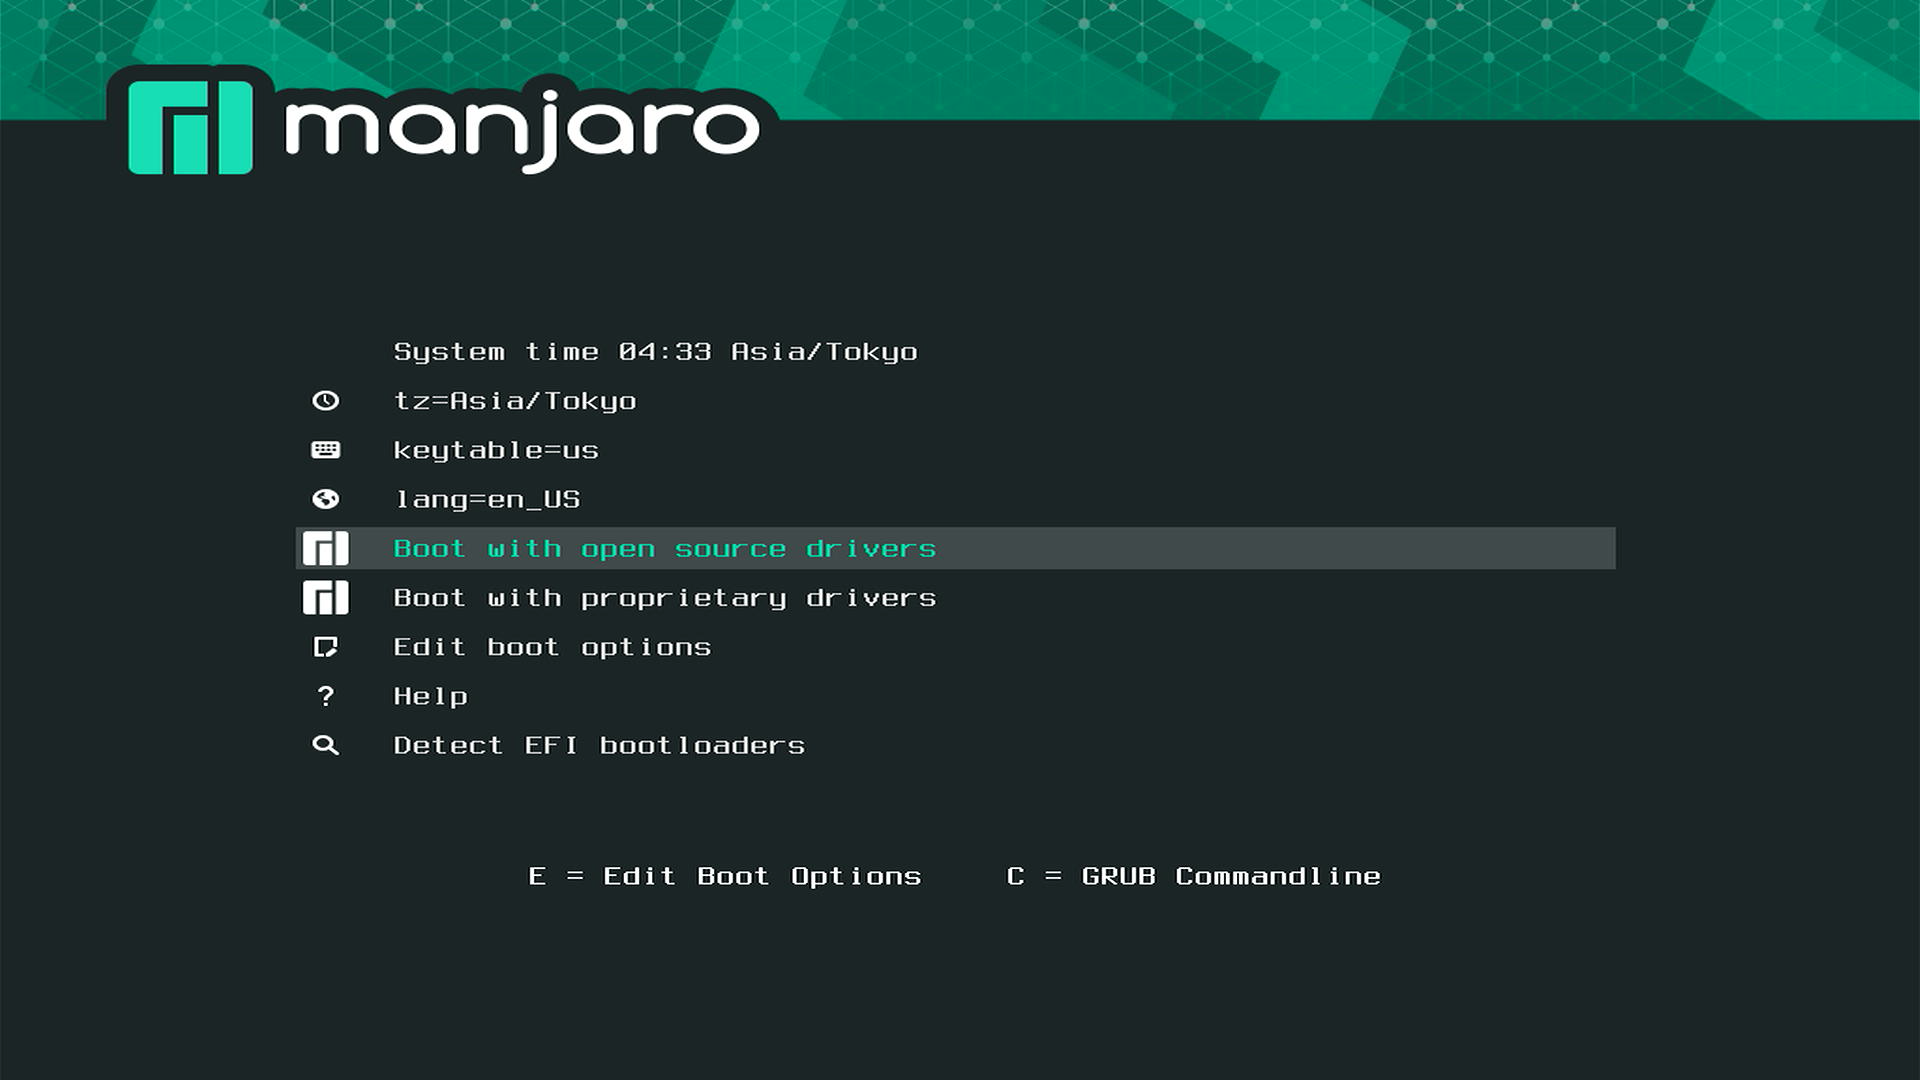 manjaro
System time 04:33 Asia/Tokyo
tz=Asia/Tokyo
keytable=us
lang=en_US
Boot with open source drivers
Boot with proprietary drivers
Edit boot options
? Help
Detect EFI bootloaders
E = Edit Boot Options C = GRUB Commandline